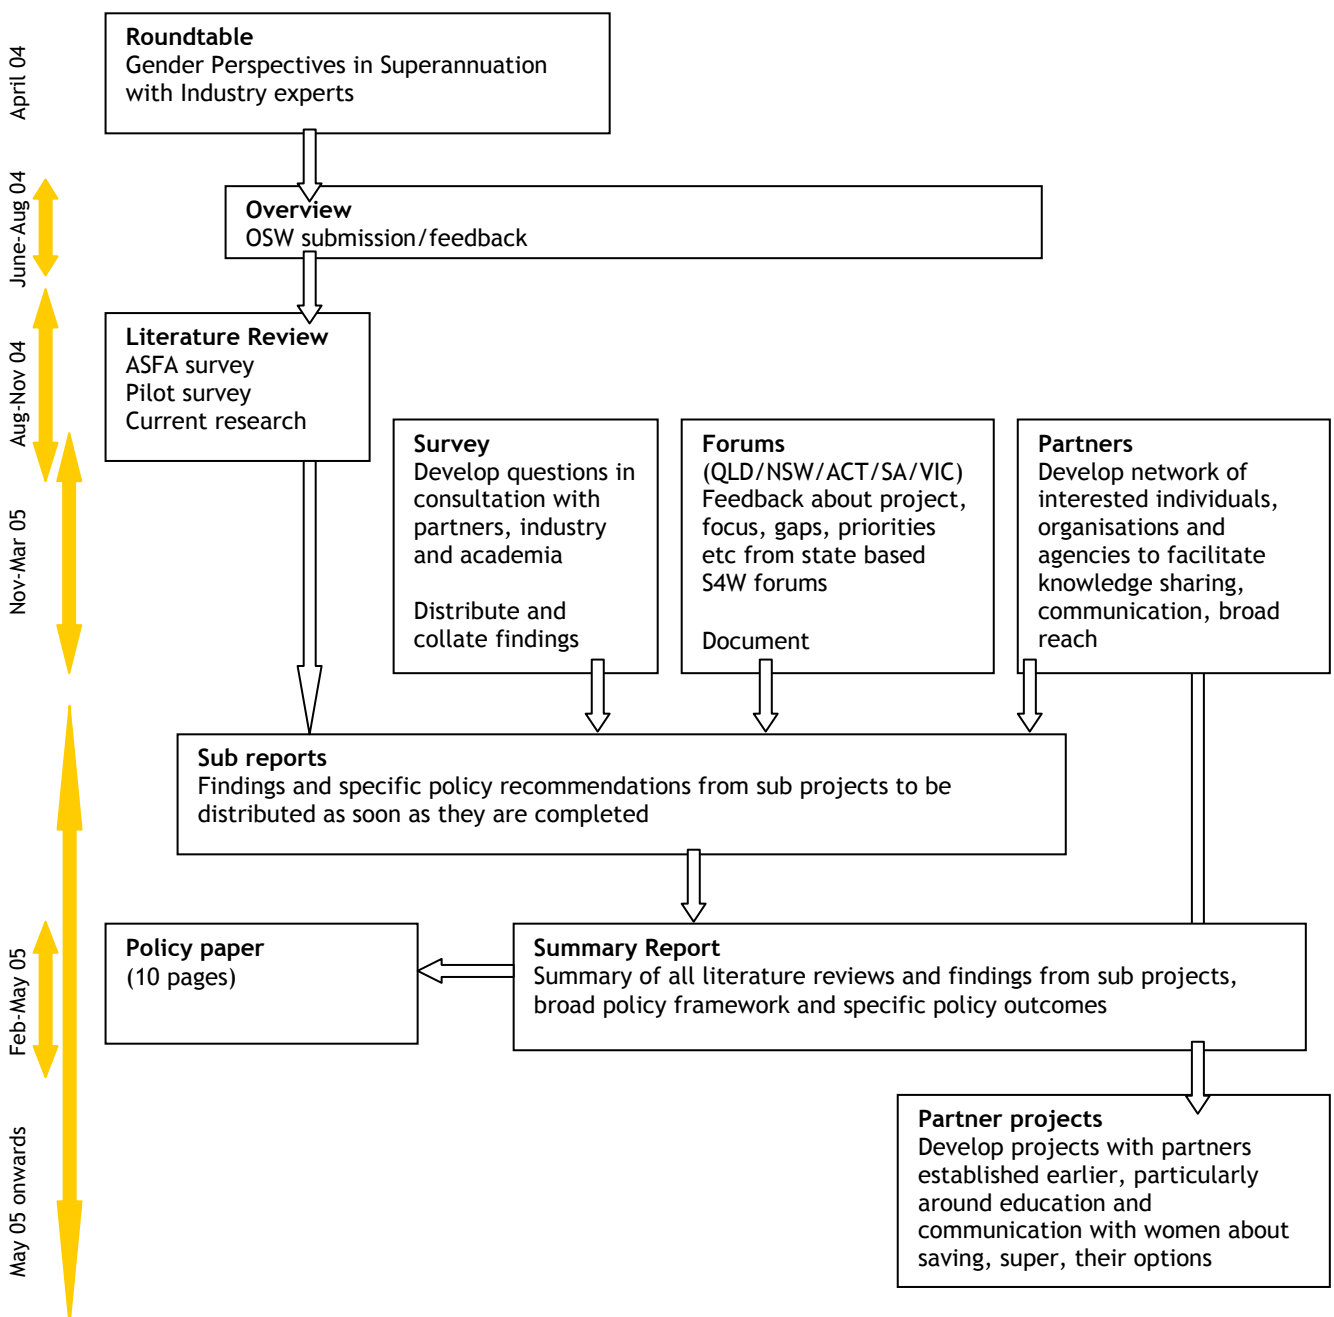 April 04
Roundtable
Gender Perspectives in Superannuation
with Industry experts
June-Aug 04
Overview
OSW submission/feedback
Aug-Nov 04
Literature Review
ASFA survey
Pilot survey
Current research
Nov-Mar 05
Survey
Develop questions in
consultation with
partners, industry
and academia
Distribute and
collate findings
Forums
(QLD/NSW/ACT/SA/VIC)
Feedback about project,
focus, gaps, priorities
etc from state based
S4W forums
Document
Partners
Develop network of
interested individuals,
organisations and
agencies to facilitate
knowledge sharing,
communication, broad
reach
Sub reports
Findings and specific policy recommendations from sub projects to be
distributed as soon as they are completed
Feb-May 05
Policy paper
(10 pages)
Summary Report
Summary of all literature reviews and findings from sub projects,
broad policy framework and specific policy outcomes
May 05 onwards
Partner projects
Develop projects with partners
established earlier, particularly
around education and
communication with women about
saving, super, their options